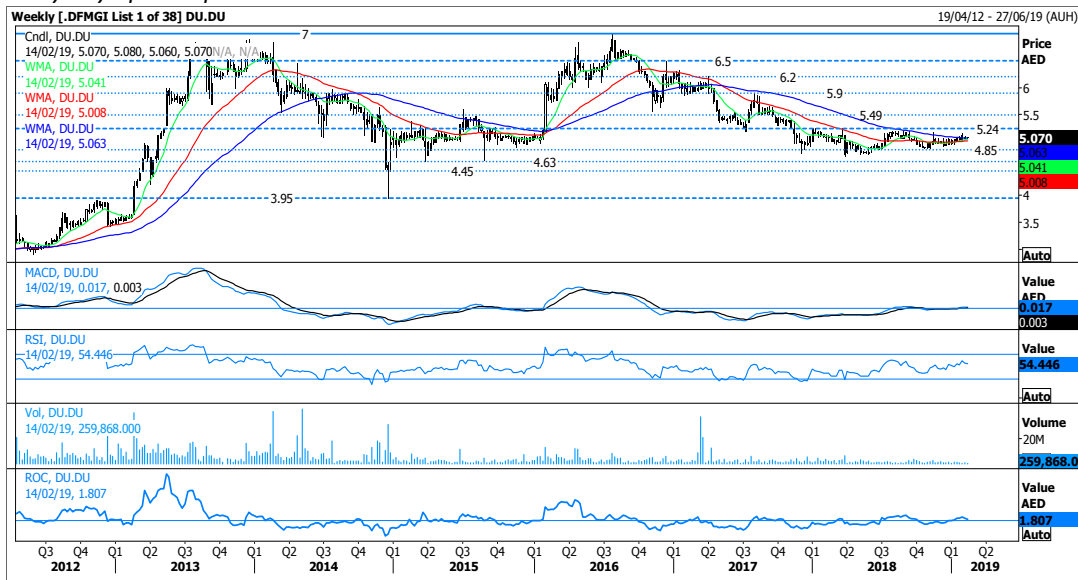 Weekly [.DFMGI List 1 of 38] DU.DU
19/04/12 - 27/06/19 (AUH)
Cndl, DU.DU
14/02/19, 5.070, 5.080, 5.060, 5.070N/A, N/A
WMA, DU.DU
14/02/19, 5.041
WMA, DU.DU
14/02/19, 5.008
WMA, DU.DU
14/02/19, 5.063
7
6.5
6.2
5.9
5.49
5.24
4.85
4.63
4.45
3.95
Price
AED
6
5.5
5.070
5.063
5.041
5.008
4
3.5
Auto
MACD, DU.DU
14/02/19, 0.017, 0.003
Value
AED
0.017
0.003
RSI, DU.DU
14/02/19, 54.446
Value
54.446
Auto
Vol, DU.DU
14/02/19, 259,868.000
Volume
20M
259,868.0
ROC, DU.DU
14/02/19, 1.807
Value
AED
1.807
Auto
Q3 Q4 Q1 Q2 Q3 Q4 Q1 Q2 Q3 Q4 Q1 Q2 Q3 Q4 Q1 Q2 Q3 Q4 Q1 Q2 Q3 Q4 Q1 Q2 Q3 Q4 Q1 Q2
2012 2013 2014 2015 2016 2017 2018 2019